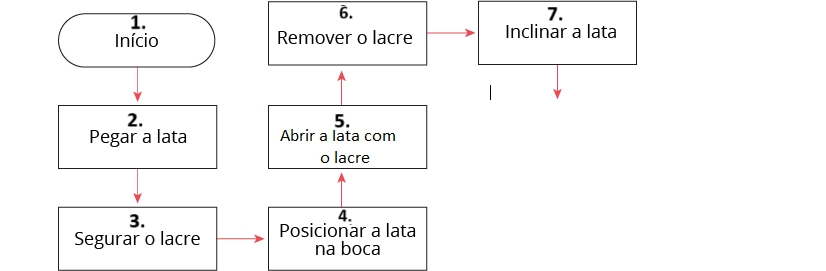 1.
Início
2.
Pegar a lata
3.
Segurar o lacre
4.
Posicionar a lata
na boca
5.
Abrir a lata com
o lacre
6.
Remover o lacre
7.
Inclinar a lata